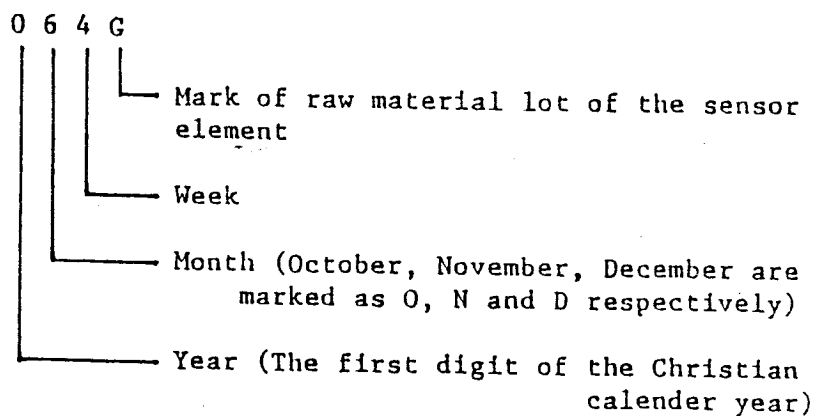 0 6 4 G
Mark of raw material lot of the sensor
element
Week
Month (October, November, December are
marked as O, N and D respectively)
Year (The first digit of the Christian
calender year)